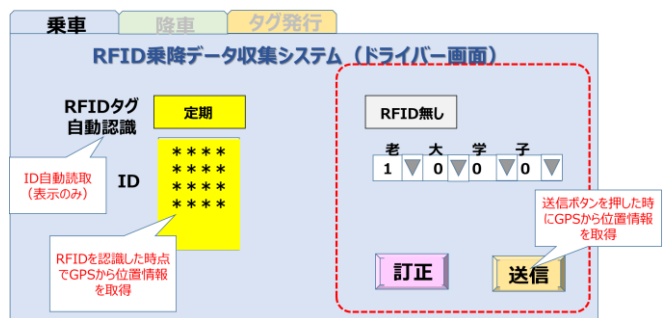 乗車
降車
タグ発行
RFID乗降データ収集システム（ドライバー画面）
RFIDタグ
自動認識
定期
ID自動読取
（表示のみ）
ID
＊＊＊＊
＊＊＊＊
＊＊＊＊
＊＊＊＊
RFIDを認識した時点
でGPSから位置情報
を取得
RFID無し
老 大 学 子
1 0 0 0
送信ボタンを押した時
にGPSから位置情報
を取得
訂正
送信